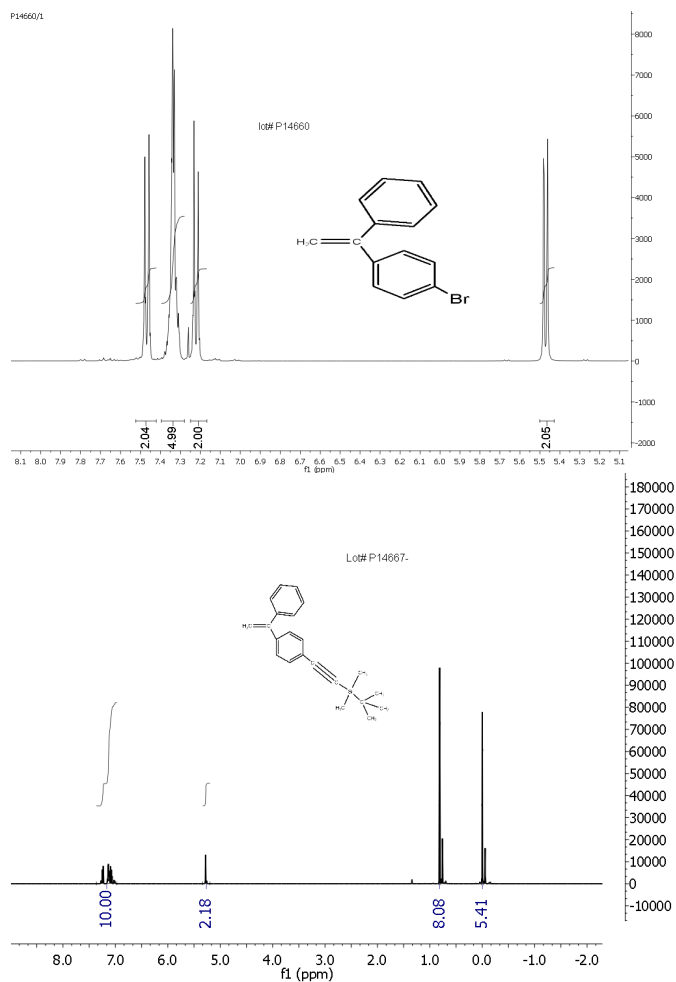 P14660/1
lot# P14660
H₂C
C
Br
8000
7000
6000
5000
4000
3000
2000
1000
0
-1000
-2000
2.04
4.99
2.00
2.05
8.1 8.0 7.9 7.8 7.7 7.6 7.5 7.4 7.3 7.2 7.1 7.0 6.9 6.8 6.7 6.6 6.5 6.4 6.3 6.2 6.1 6.0 5.9 5.8 5.7 5.6 5.5 5.4 5.3 5.2 5.1
f1 (ppm)
Lot# P14667-
H₂C
C
C
C
CH₃
Si
H₃C
C
CH₃
CH₃
CH₃
180000
170000
160000
150000
140000
130000
120000
110000
100000
90000
80000
70000
60000
50000
40000
30000
20000
10000
0
-10000
10.00
2.18
8.08
5.41
8.0 7.0 6.0 5.0 4.0 3.0 2.0 1.0 0.0 -1.0 -2.0
f1 (ppm)